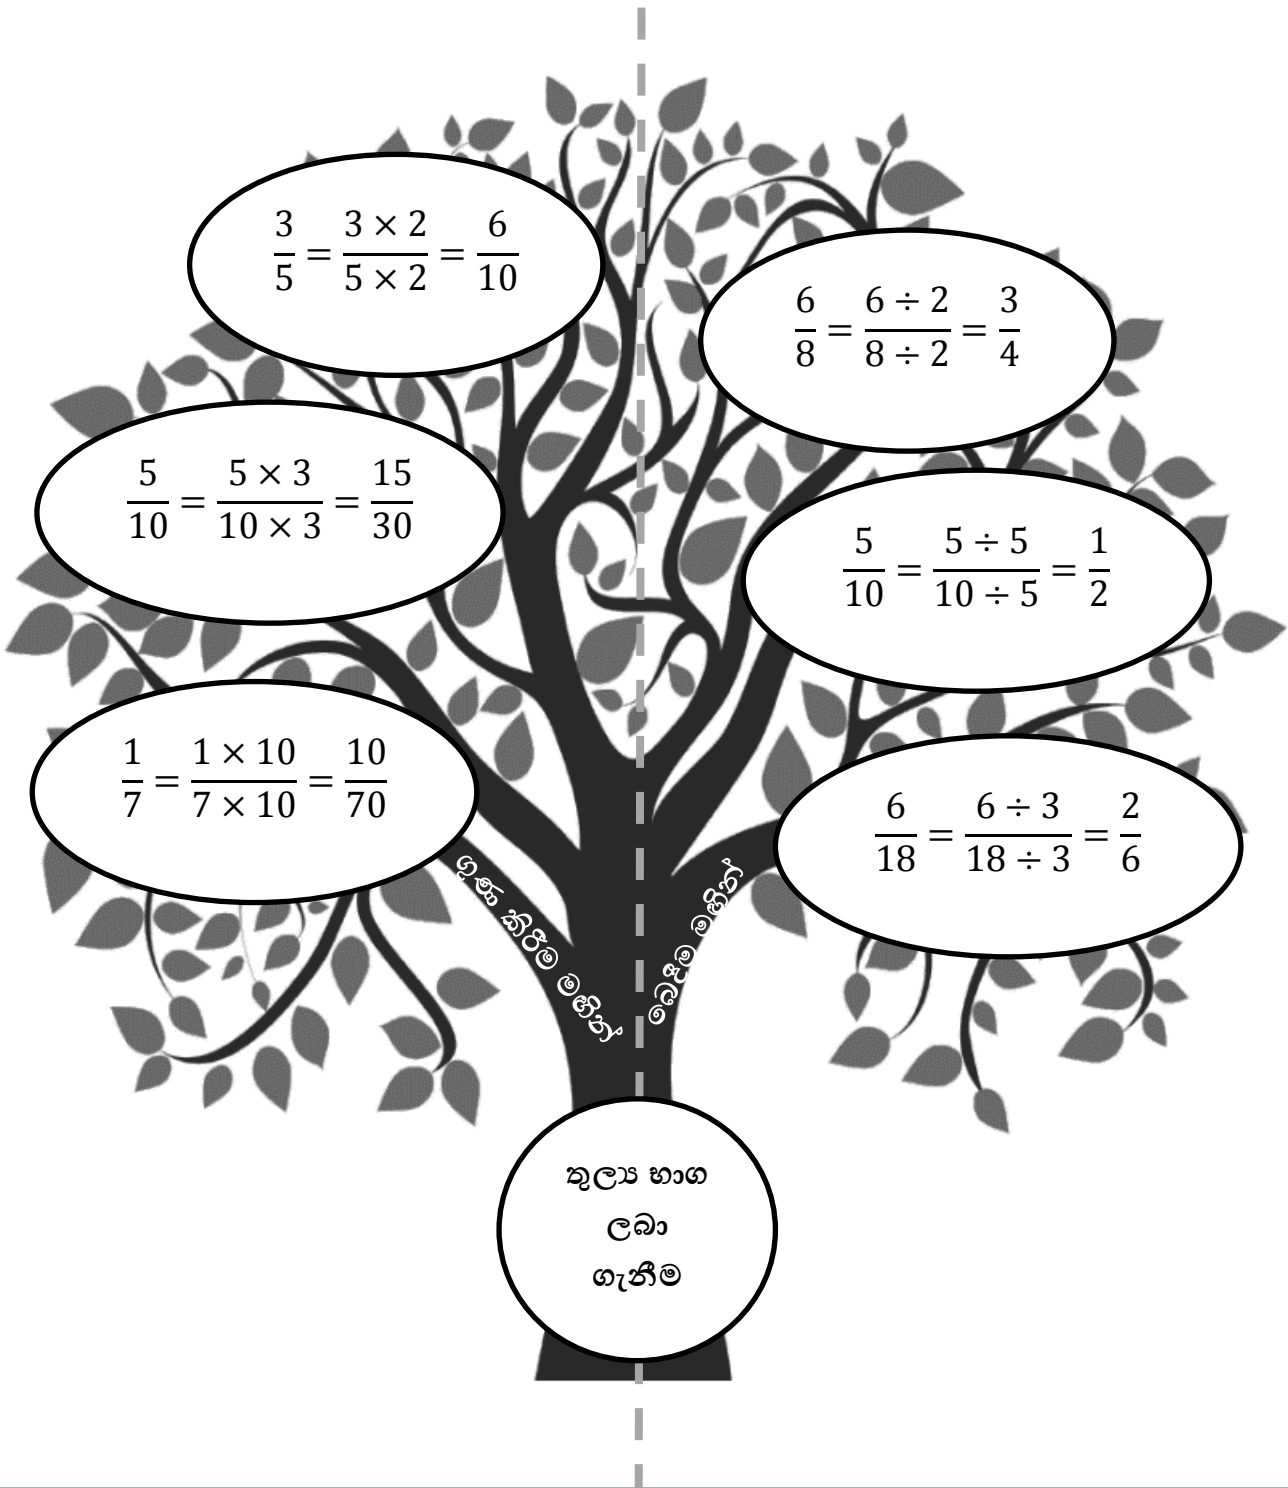 3/5 = (3 × 2)/(5 × 2) = 6/10
5/10 = (5 × 3)/(10 × 3) = 15/30
1/7 = (1 × 10)/(7 × 10) = 10/70
ගුණ කිරීම මඟින්
6/8 = (6 ÷ 2)/(8 ÷ 2) = 3/4
5/10 = (5 ÷ 5)/(10 ÷ 5) = 1/2
6/18 = (6 ÷ 3)/(18 ÷ 3) = 2/6
බෙදීම මඟින්
තුල්‍ය භාග
ලබා
ගැනීම